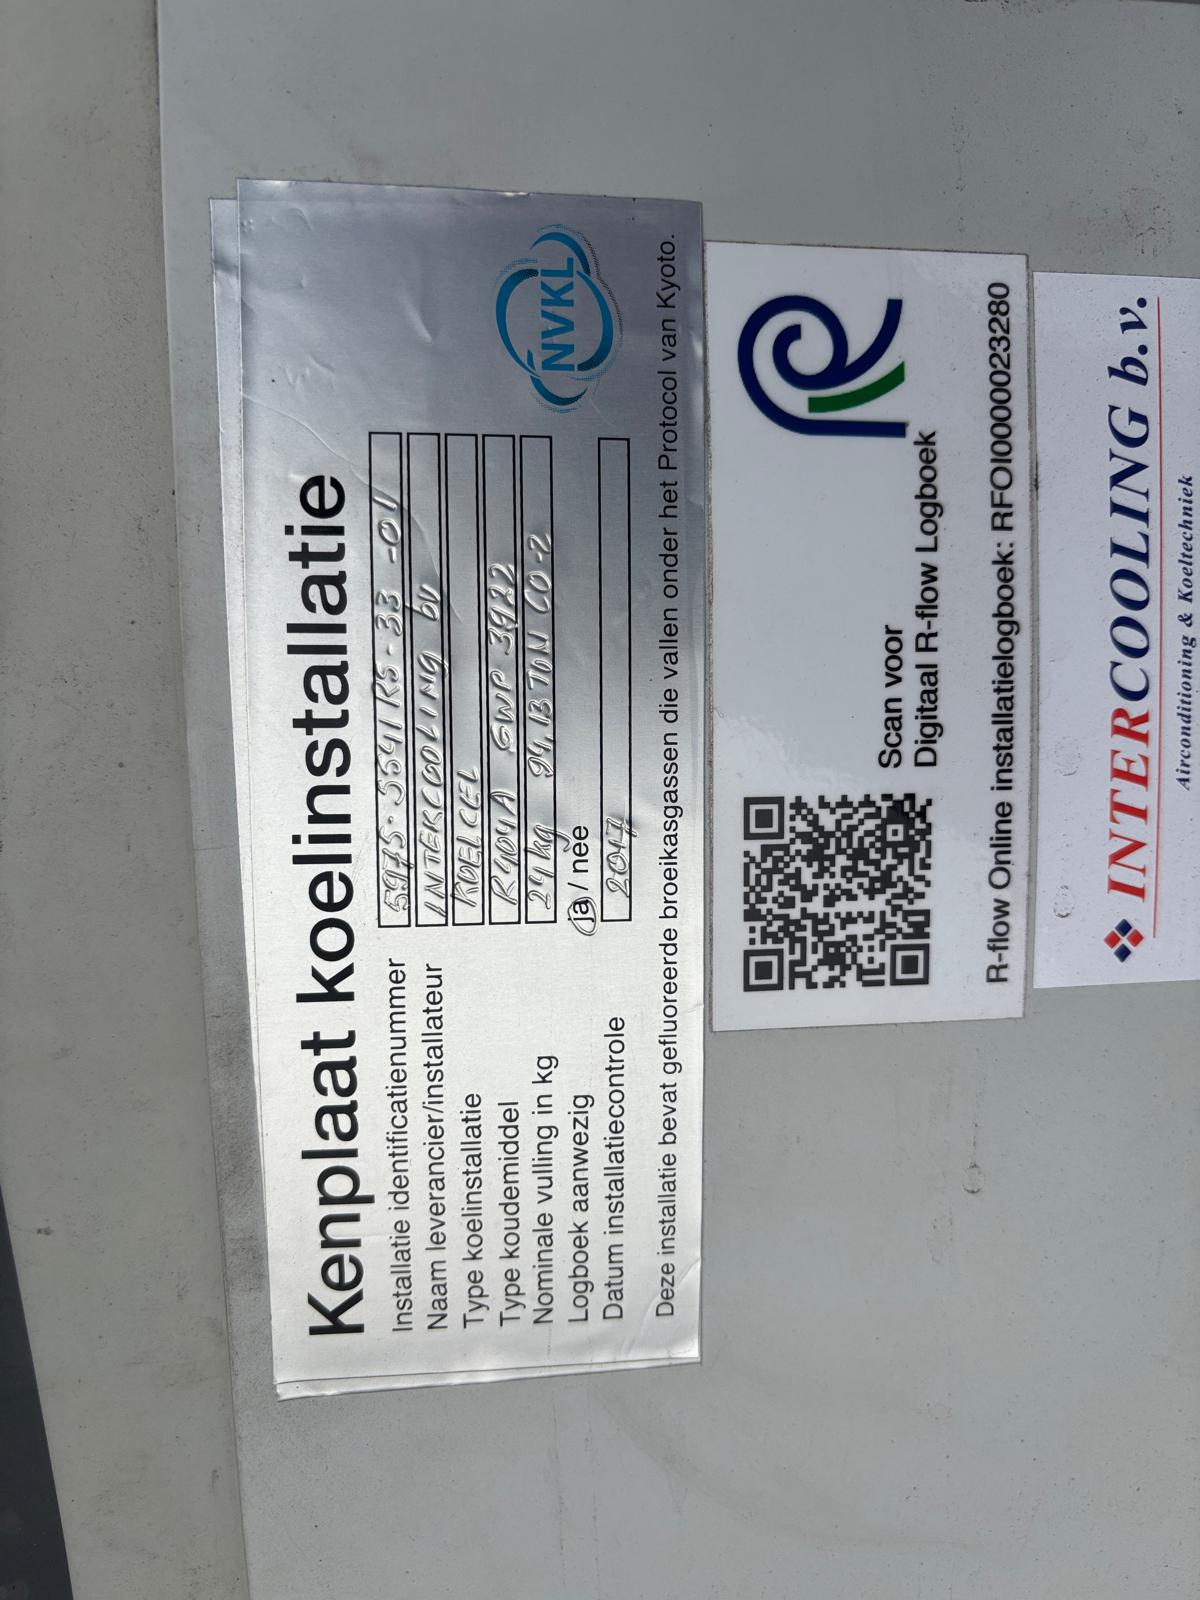 Kenplaat koelinstallatie
Installatie identificatienummer 5975-5541RS-33-01
Naam leverancier/installateur INTERCOOLING bv
Type koelinstallatie KOELCEL
Type koudemiddel R404A GWP 3922
Nominale vulling in kg 24kg 94,13 TON CO-2
Logboek aanwezig ja / nee
Datum installatiecontrole 2017
NVKL
Deze installatie bevat gefluoreerde broeikasgassen die vallen onder het Protocol van Kyoto.
Scan voor
Digitaal R-flow Logboek
R-flow Online installatielogboek: RFOI0000023280
INTERCOOLING b.v.
Airconditioning & Koeltechniek